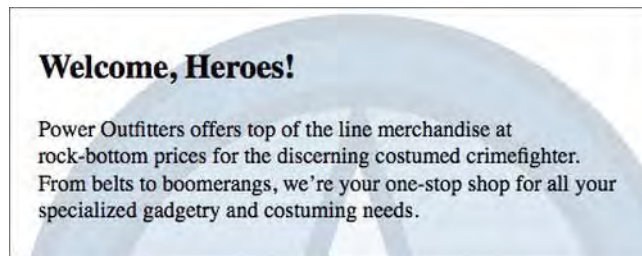 Welcome, Heroes!
Power Outfitters offers top of the line merchandise at
rock-bottom prices for the discerning costumed crimefighter.
From belts to boomerangs, we’re your one-stop shop for all your
specialized gadgetry and costuming needs.